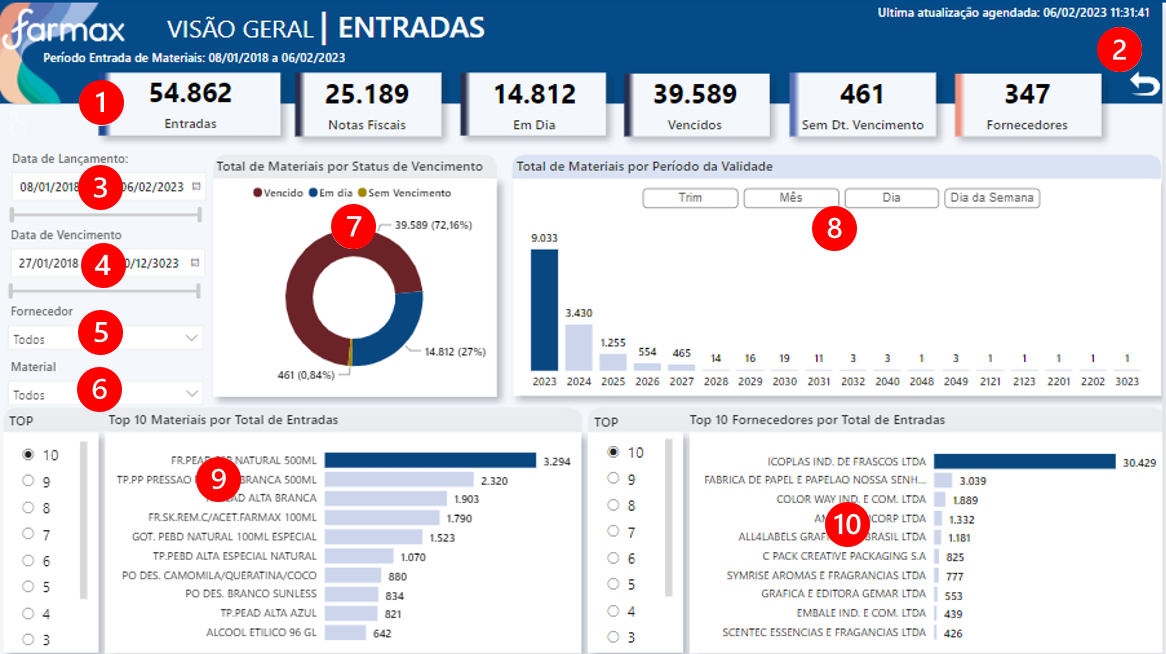 farmax
VISÃO GERAL | ENTRADAS
Ultima atualização agendada: 06/02/2023 11:31:41
Período Entrada de Materiais: 08/01/2018 a 06/02/2023
2
1
54.862
Entradas
25.189
Notas Fiscais
14.812
Em Dia
39.589
Vencidos
461
Sem Dt. Vencimento
347
Fornecedores
Data de Lançamento:
08/01/2018
06/02/2023
3
Data de Vencimento
27/01/2018
/12/3023
4
Fornecedor
Todos
5
Material
Todos
6
Total de Materiais por Status de Vencimento
Vencido Em dia Sem Vencimento
7
39.589 (72,16%)
14.812 (27%)
461 (0,84%)
Total de Materiais por Período da Validade
Trim Mês Dia Dia da Semana
8
9.033 3.430 1.255 554 465 14 16 19 11 3 3 1 3 1 1 1 1 1
2023 2024 2025 2026 2027 2028 2029 2030 2031 2032 2040 2048 2049 2121 2123 2201 2202 3023
TOP
10
9
8
7
6
5
4
3
Top 10 Materiais por Total de Entradas
9
FR.PEAD NATURAL 500ML 3.294
TP.PP PRESSAO BRANCA 500ML 2.320
ALTA BRANCA 1.903
FR.SK.REM.C/ACET.FARMAX 100ML 1.790
GOT. PEBD NATURAL 100ML ESPECIAL 1.523
TP.PEBD ALTA ESPECIAL NATURAL 1.070
PO DES. CAMOMILA/QUERATINA/COCO 880
PO DES. BRANCO SUNLESS 834
TP.PEAD ALTA AZUL 821
ALCOOL ETILICO 96 GL 642
TOP
10
9
8
7
6
5
4
3
Top 10 Fornecedores por Total de Entradas
10
ICOPLAS IND. DE FRASCOS LTDA 30.429
FABRICA DE PAPEL E PAPELAO NOSSA SENH... 3.039
COLOR WAY IND. E COM. LTDA 1.889
CORP LTDA 1.332
ALL4LABELS BRASIL LTDA 1.181
C PACK CREATIVE PACKAGING S.A 825
SYMRISE AROMAS E FRAGRANCIAS LTDA 777
GRAFICA E EDITORA GEMAR LTDA 553
EMBALE IND. E COM. LTDA 439
SCENTEC ESSENCIAS E FRAGANCIAS LTDA 426